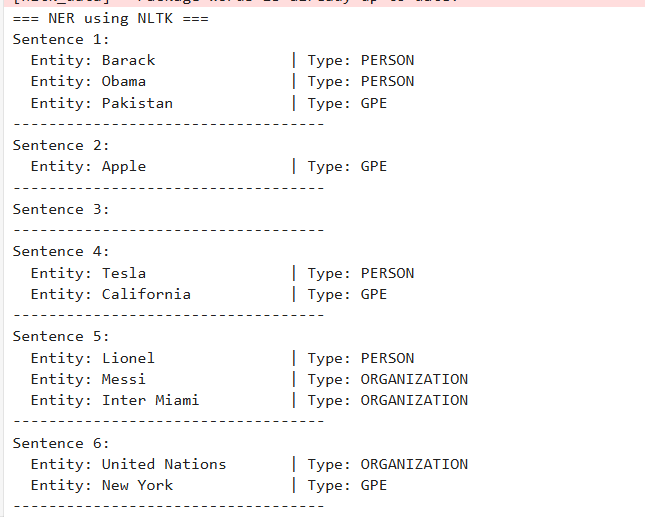 === NER using NLTK ===
Sentence 1:
  Entity: Barack               | Type: PERSON
  Entity: Obama                | Type: PERSON
  Entity: Pakistan             | Type: GPE
-----------------------------------
Sentence 2:
  Entity: Apple                | Type: GPE
-----------------------------------
Sentence 3:
-----------------------------------
Sentence 4:
  Entity: Tesla                | Type: PERSON
  Entity: California           | Type: GPE
-----------------------------------
Sentence 5:
  Entity: Lionel               | Type: PERSON
  Entity: Messi                | Type: ORGANIZATION
  Entity: Inter Miami          | Type: ORGANIZATION
-----------------------------------
Sentence 6:
  Entity: United Nations       | Type: ORGANIZATION
  Entity: New York             | Type: GPE
-----------------------------------